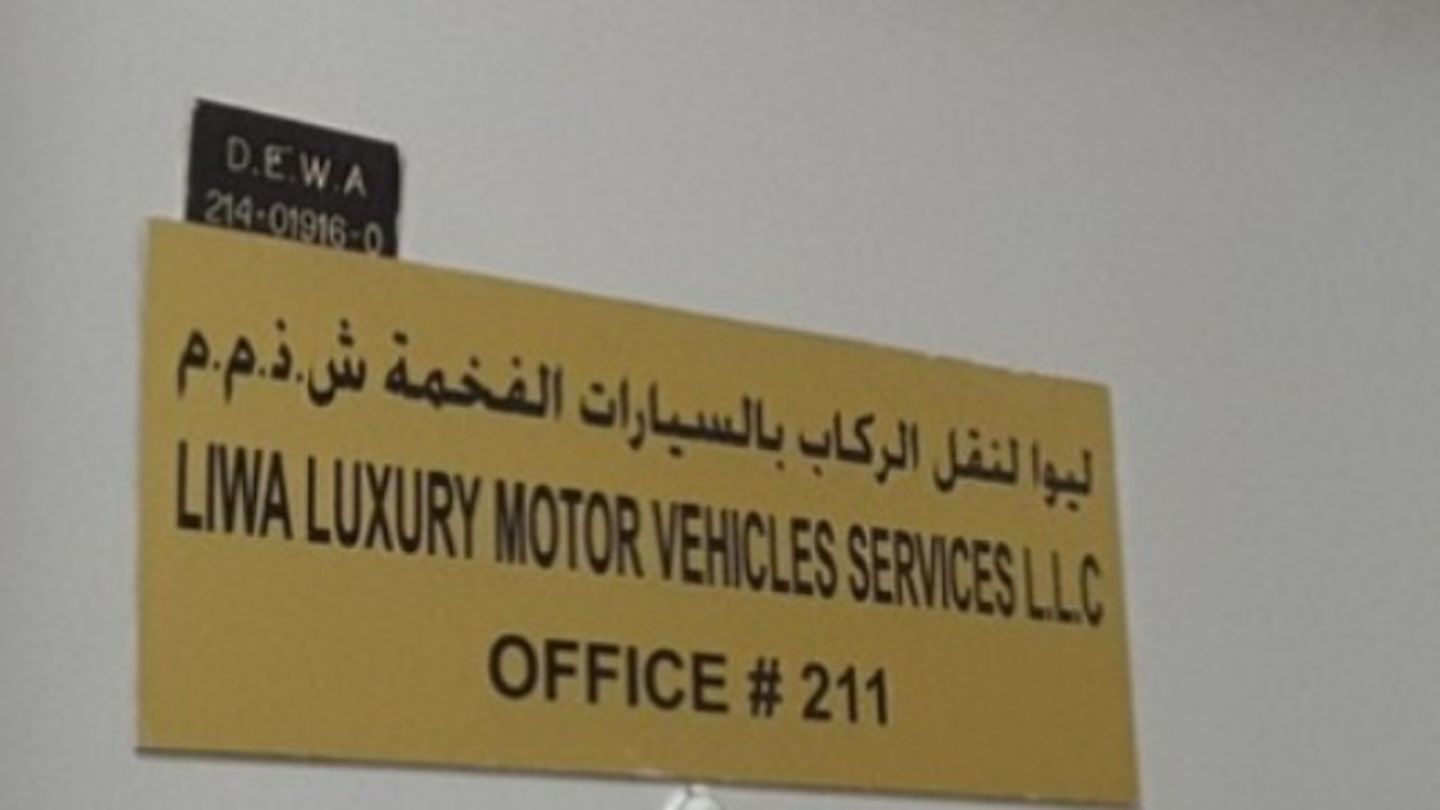 D.E.W.A
214-01916-0
ليوا لنقل الركاب بالسيارات الفخمة ش.ذ.م.م
LIWA LUXURY MOTOR VEHICLES SERVICES L.L.C
OFFICE # 211